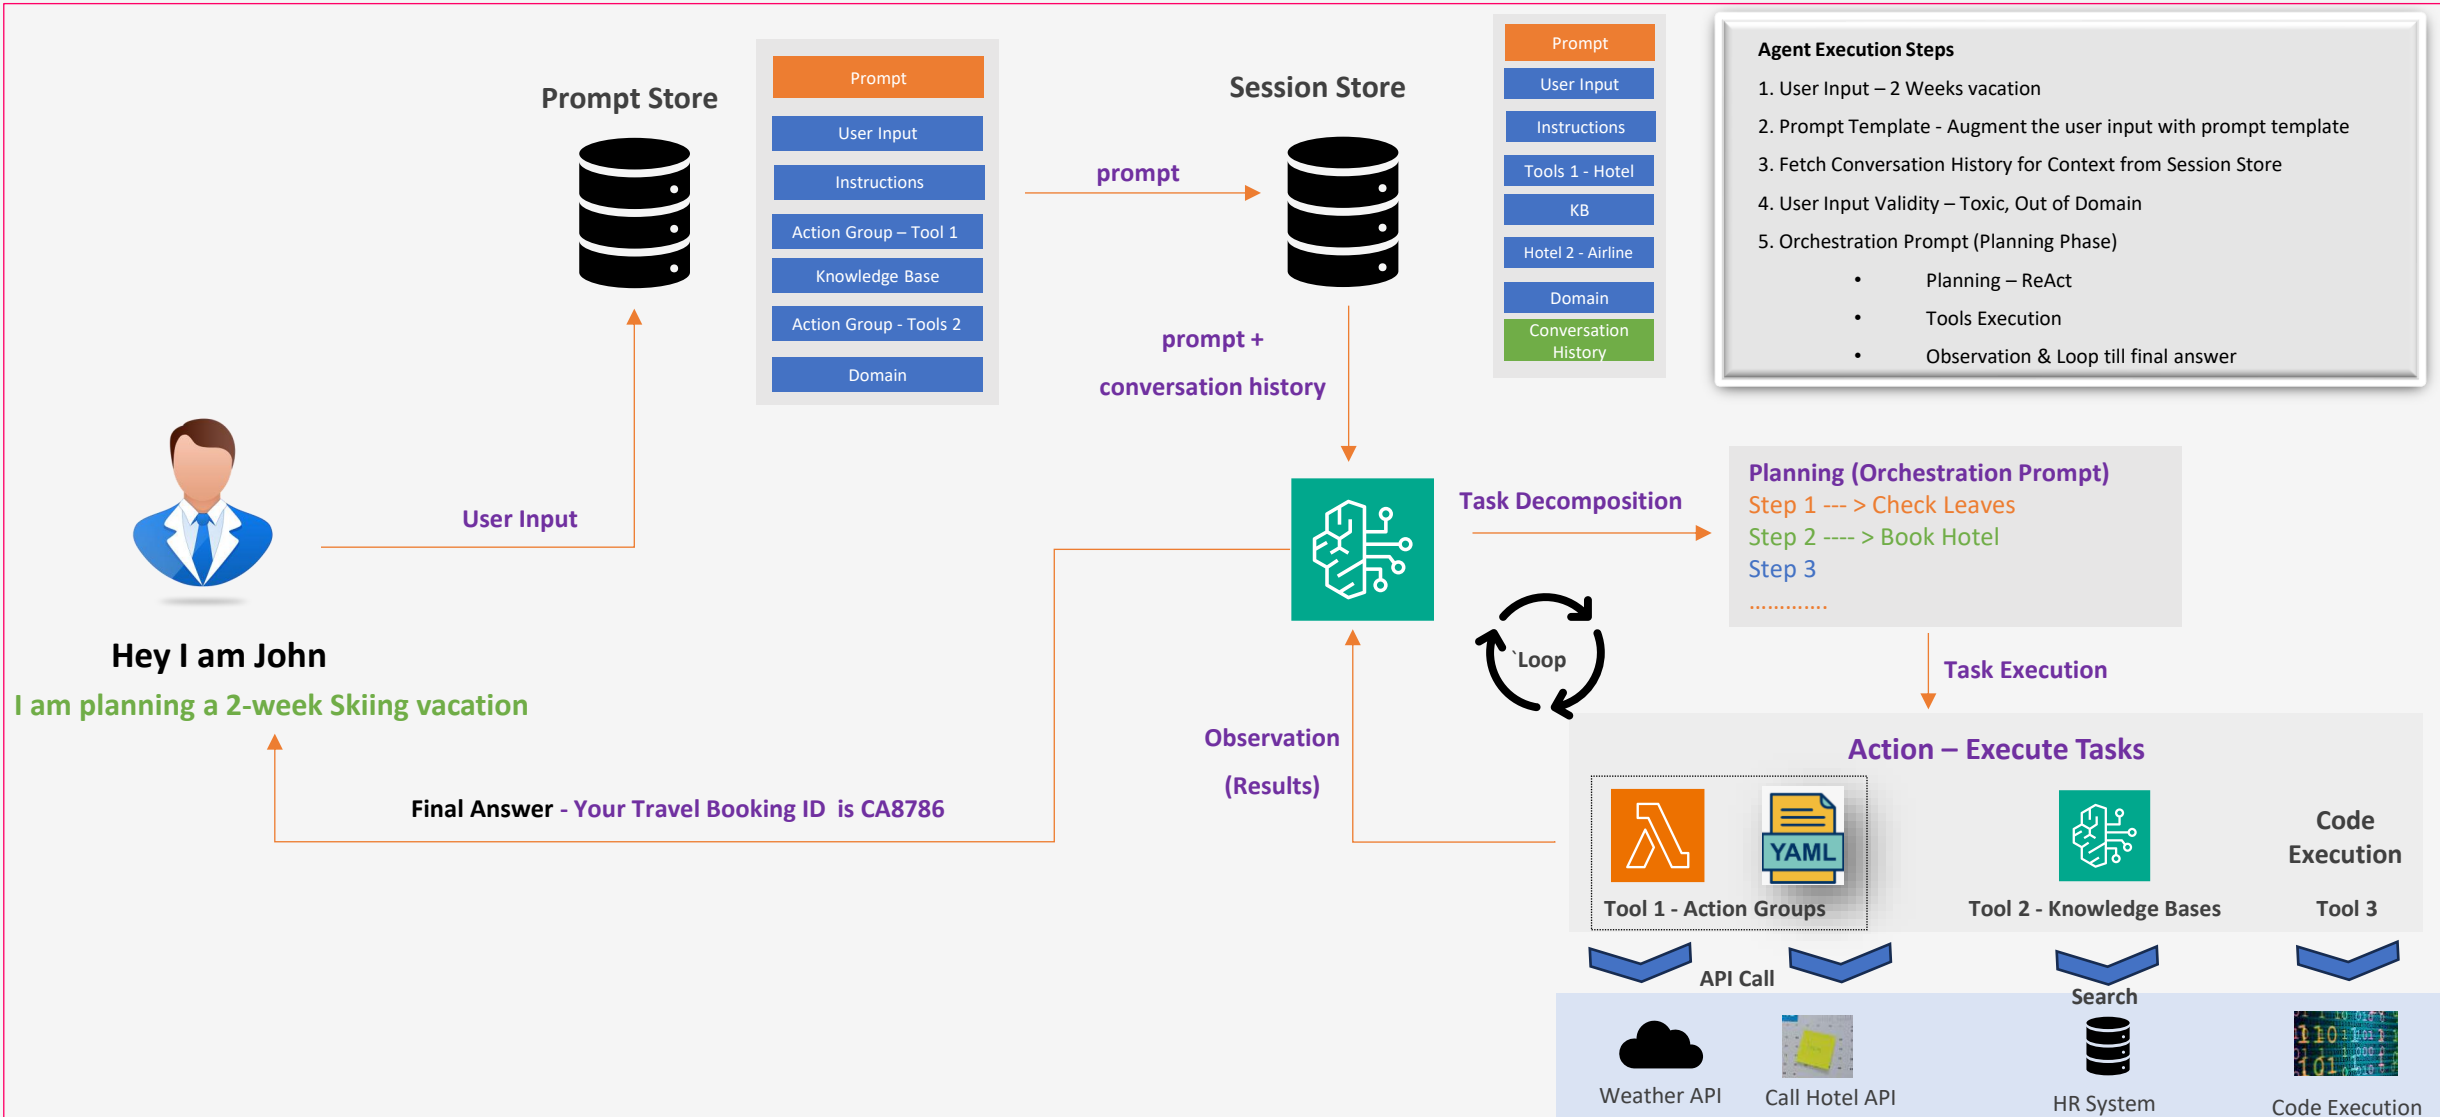 Prompt Store
Prompt
User Input
Instructions
Action Group – Tool 1
Knowledge Base
Action Group - Tools 2
Domain
prompt
Session Store
Prompt
User Input
Instructions
Tools 1 - Hotel
KB
Hotel 2 - Airline
Domain
Conversation
History
Agent Execution Steps
1. User Input – 2 Weeks vacation
2. Prompt Template - Augment the user input with prompt template
3. Fetch Conversation History for Context from Session Store
4. User Input Validity – Toxic, Out of Domain
5. Orchestration Prompt (Planning Phase)
• Planning – ReAct
• Tools Execution
• Observation & Loop till final answer
prompt +
conversation history
User Input
Hey I am John
I am planning a 2-week Skiing vacation
Task Decomposition
Planning (Orchestration Prompt)
Step 1 --- > Check Leaves
Step 2 ---- > Book Hotel
Step 3
.............
`Loop
Task Execution
Observation
(Results)
Final Answer - Your Travel Booking ID  is CA8786
Action – Execute Tasks
YAML
Code
Execution
Tool 1 - Action Groups
Tool 2 - Knowledge Bases
Tool 3
API Call
Search
Weather API
Call Hotel API
HR System
Code Execution